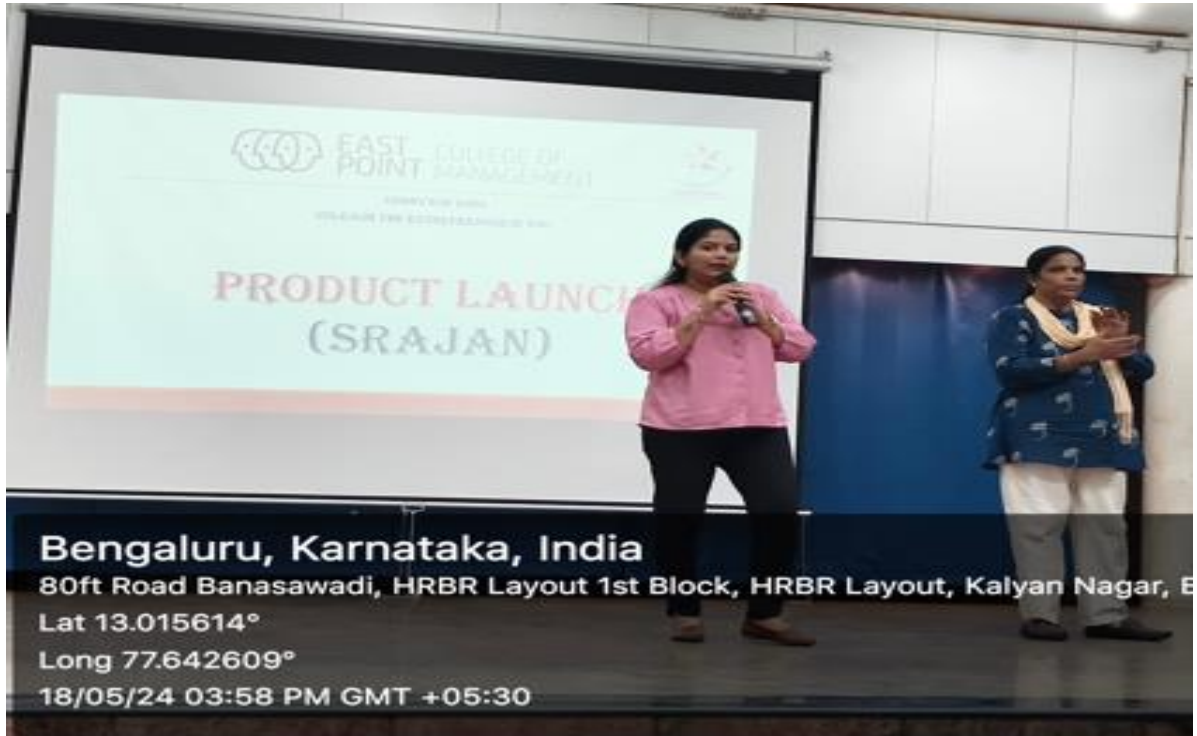 EAST
POINT
COLLEGE OF
MANAGEMENT
PRODUCT LAUNC
(SRAJAN)
Bengaluru, Karnataka, India
80ft Road Banasawadi, HRBR Layout 1st Block, HRBR Layout, Kalyan Nagar, B
Lat 13.015614°
Long 77.642609°
18/05/24 03:58 PM GMT +05:30